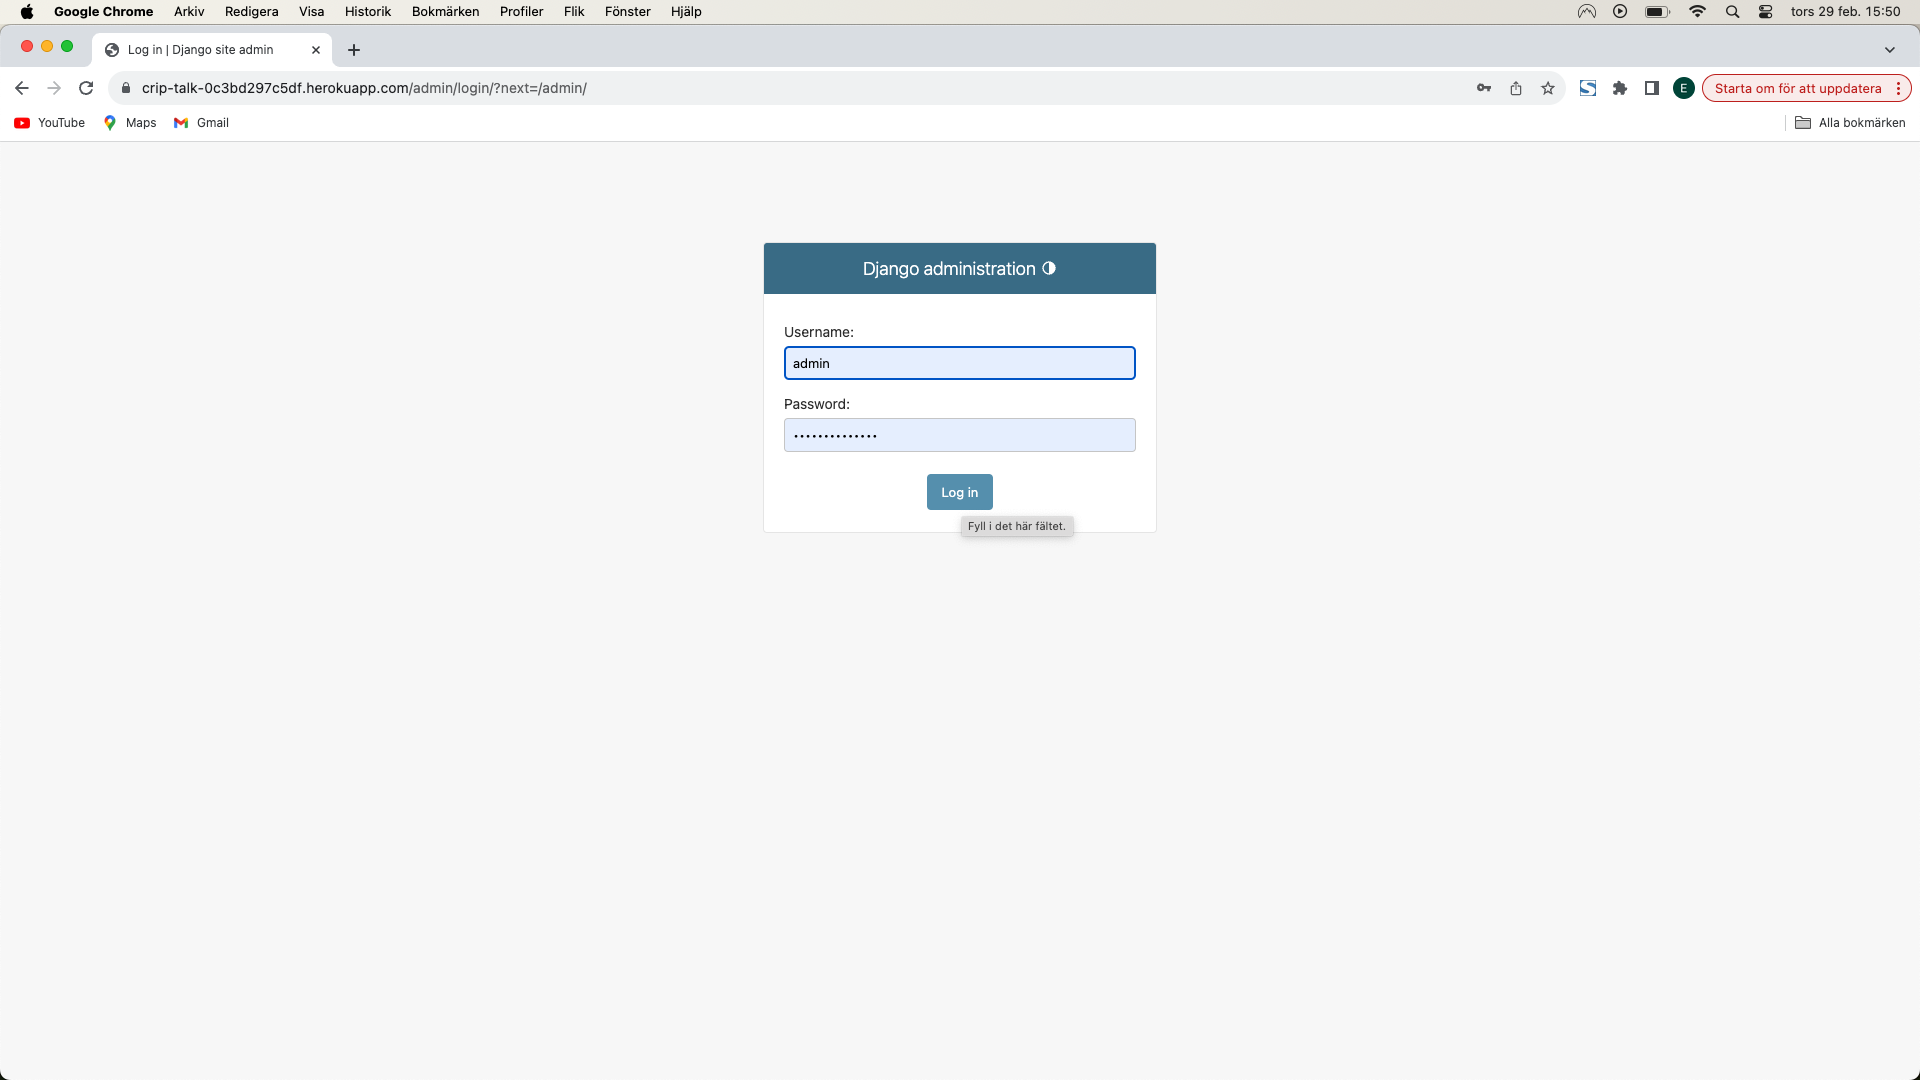 Google Chrome Arkiv Redigera Visa Historik Bokmärken Profiler Flik Fönster Hjälp tors 29 feb. 15:50
Log in | Django site admin
crip-talk-0c3bd297c5df.herokuapp.com/admin/login/?next=/admin/ E Starta om för att uppdatera
YouTube Maps Gmail Alla bokmärken
Django administration
Username:
admin
Password:
••••••••••••••
Log in
Fyll i det här fältet.